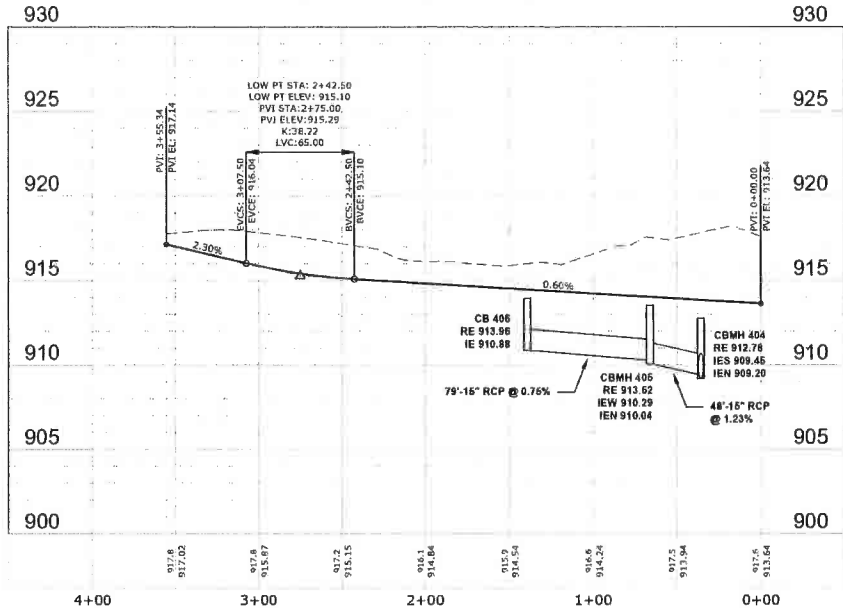 930 930
LOW PT STA: 2+42.50
LOW PT ELEV: 915.10
PVI STA:2+75.00
PVI ELEV:915.29
K:38.22
LVC:65.00
925 925
PVI: 3+55.34
PVI EL: 917.14
EVCS: 3+07.50
EVCE: 916.04
BVCS: 2+42.50
BVCE: 915.10
PVI: 0+00.00
PVI EL: 913.64
920 920
2.30%
915 915
0.60%
CB 406
RE 913.96
IE 910.88
CBMH 404
RE 912.78
IES 909.45
IEN 909.20
910 910
79'-15" RCP @ 0.75%
CBMH 405
RE 913.62
IEW 910.29
IEN 910.04
48'-15" RCP
@ 1.23%
905 905
900 900
917.8
917.02
917.8
915.87
917.2
915.15
916.1
914.84
915.9
914.54
916.6
914.24
917.5
913.94
917.6
913.64
4+00 3+00 2+00 1+00 0+00